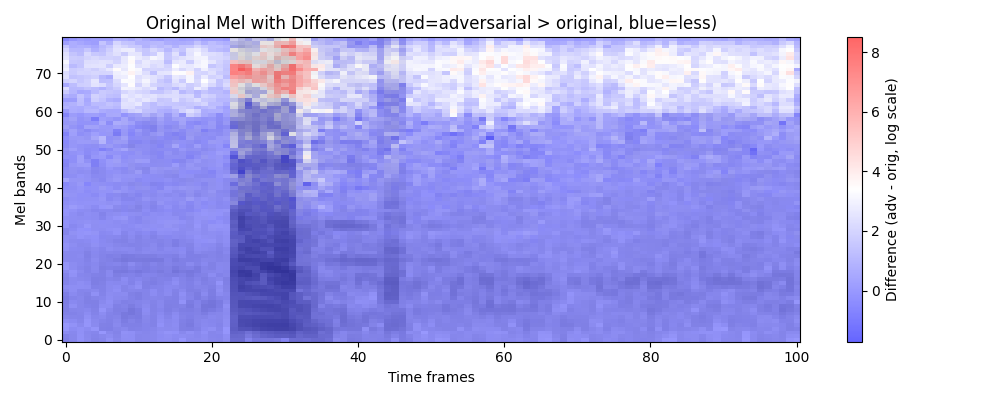 Original Mel with Differences (red=adversarial > original, blue=less)
Mel bands
70
60
50
40
30
20
10
0
0 20 40 60 80 100
Time frames
8
6
4
2
0
Difference (adv - orig, log scale)